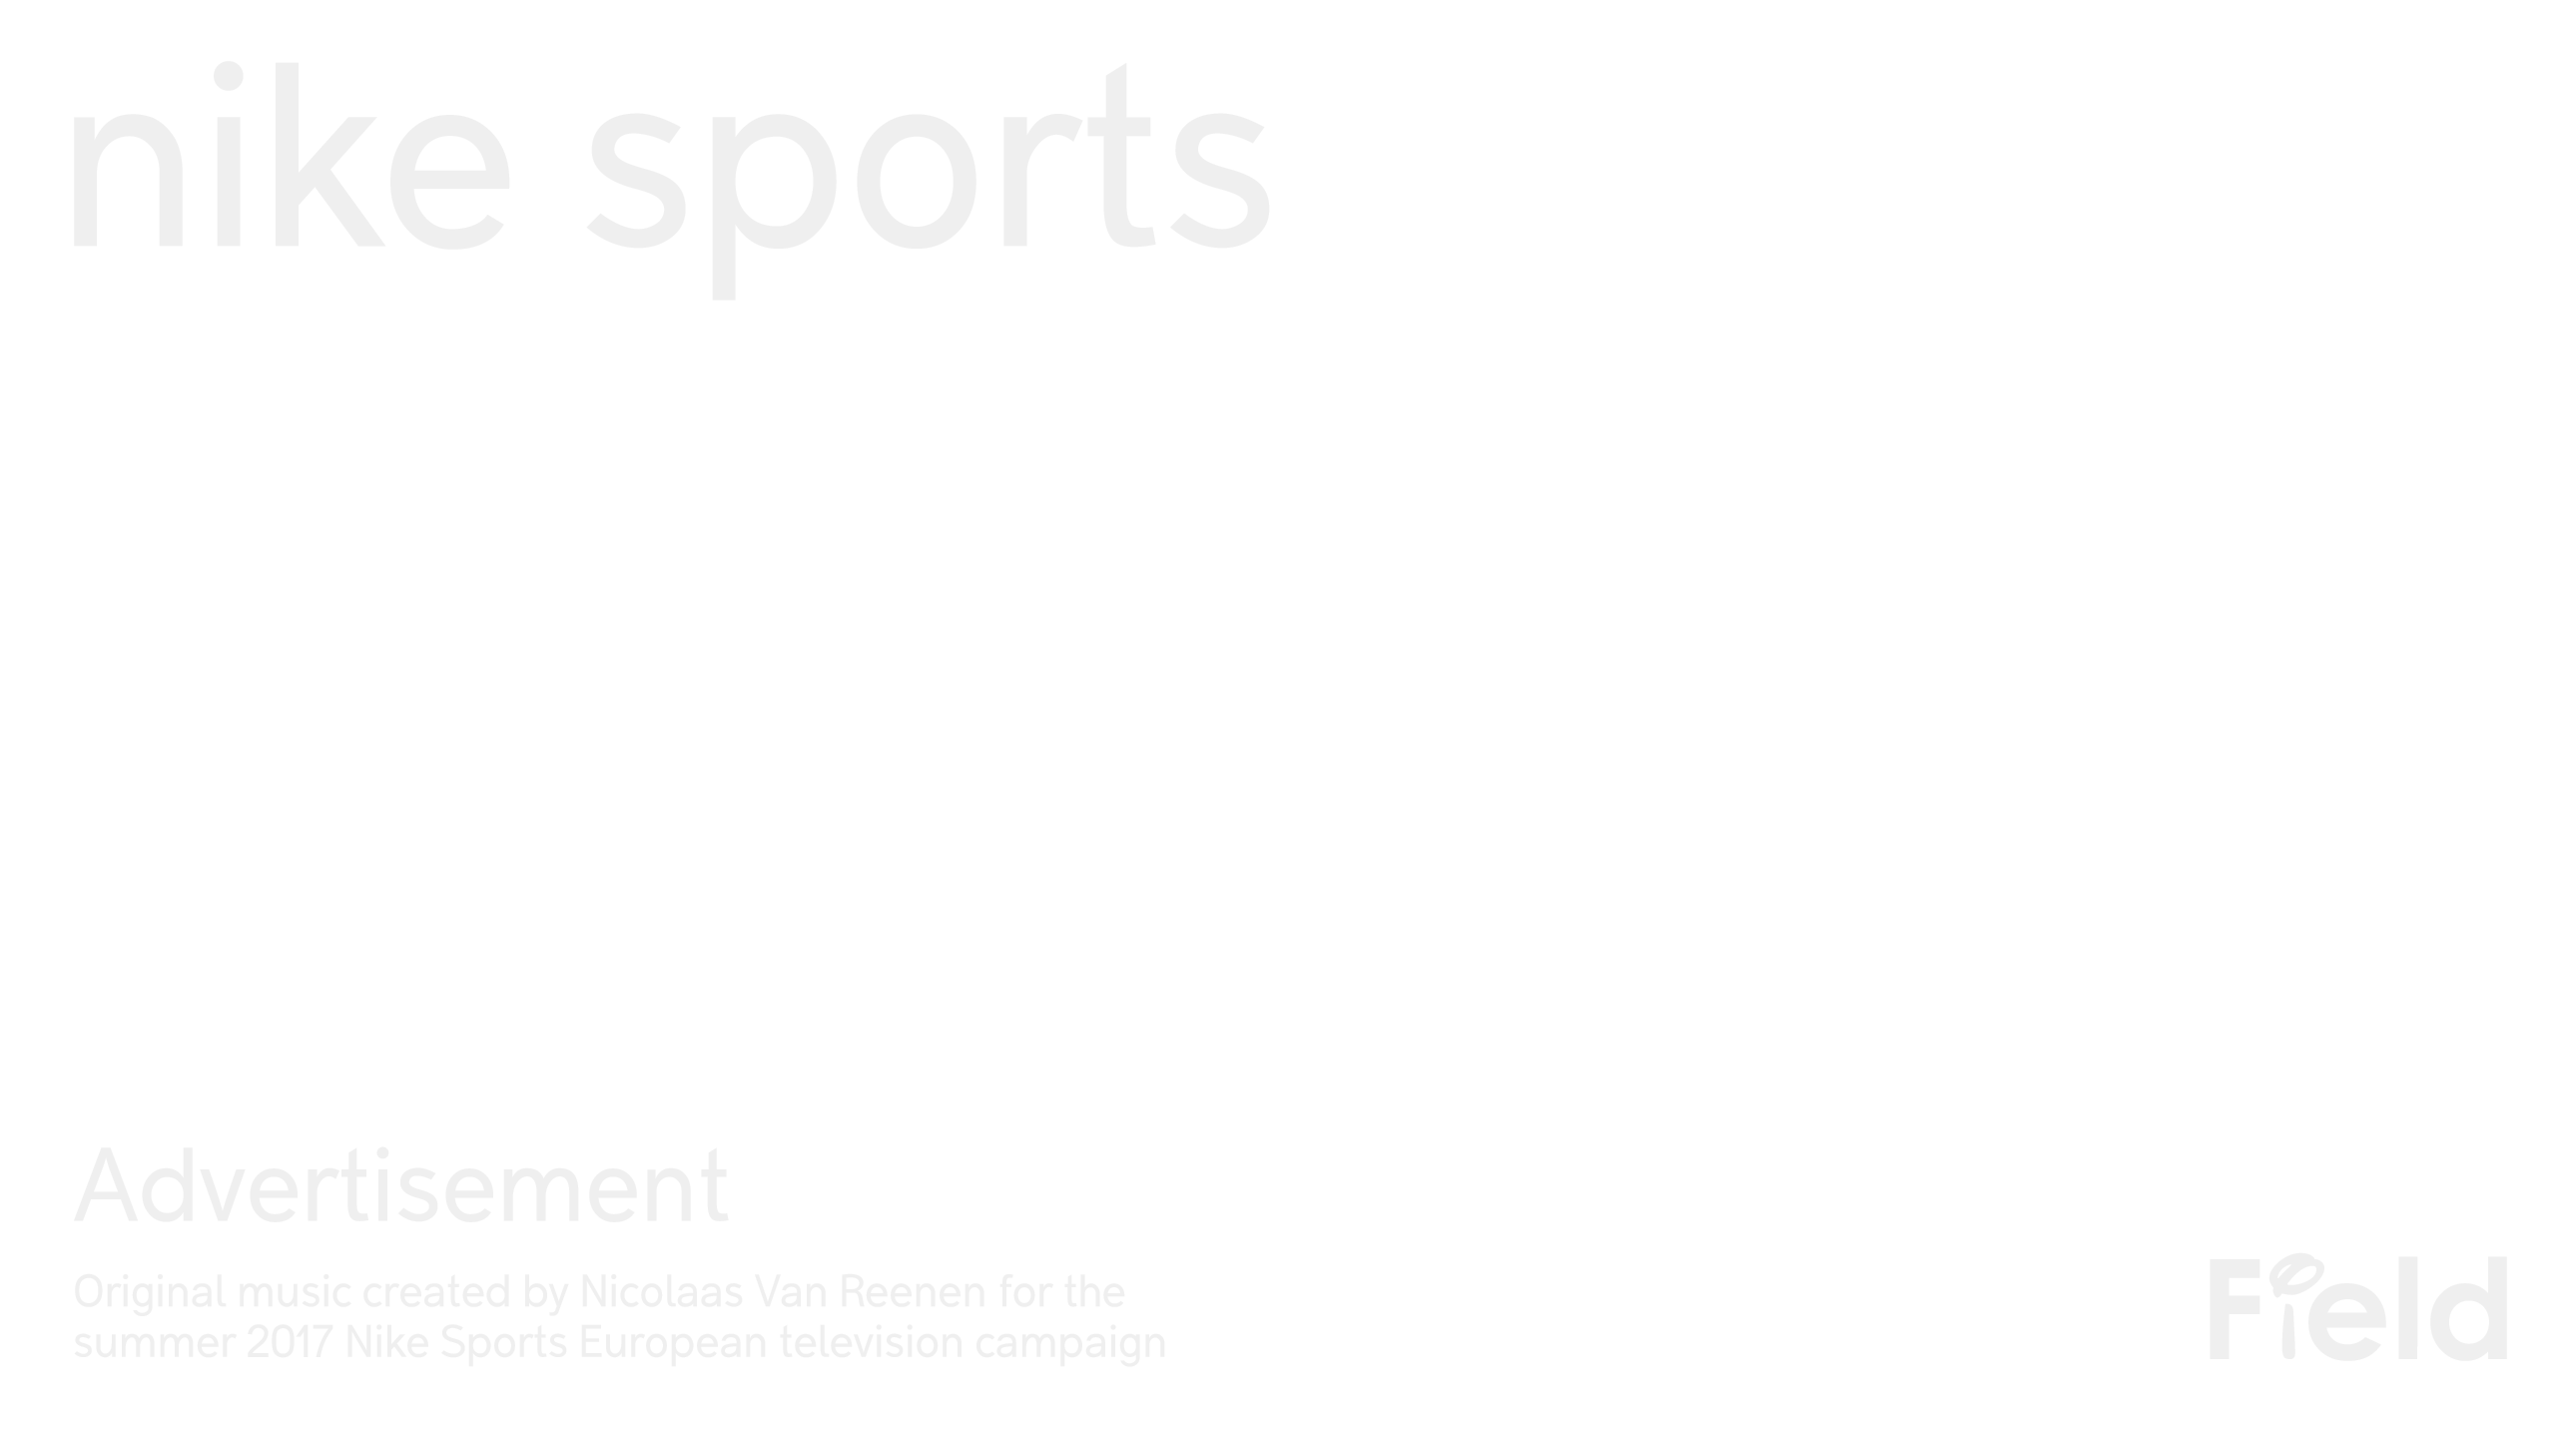 nike sports
Advertisement
Original music created by Nicolaas Van Reenen for the
summer 2017 Nike Sports European television campaign
Field